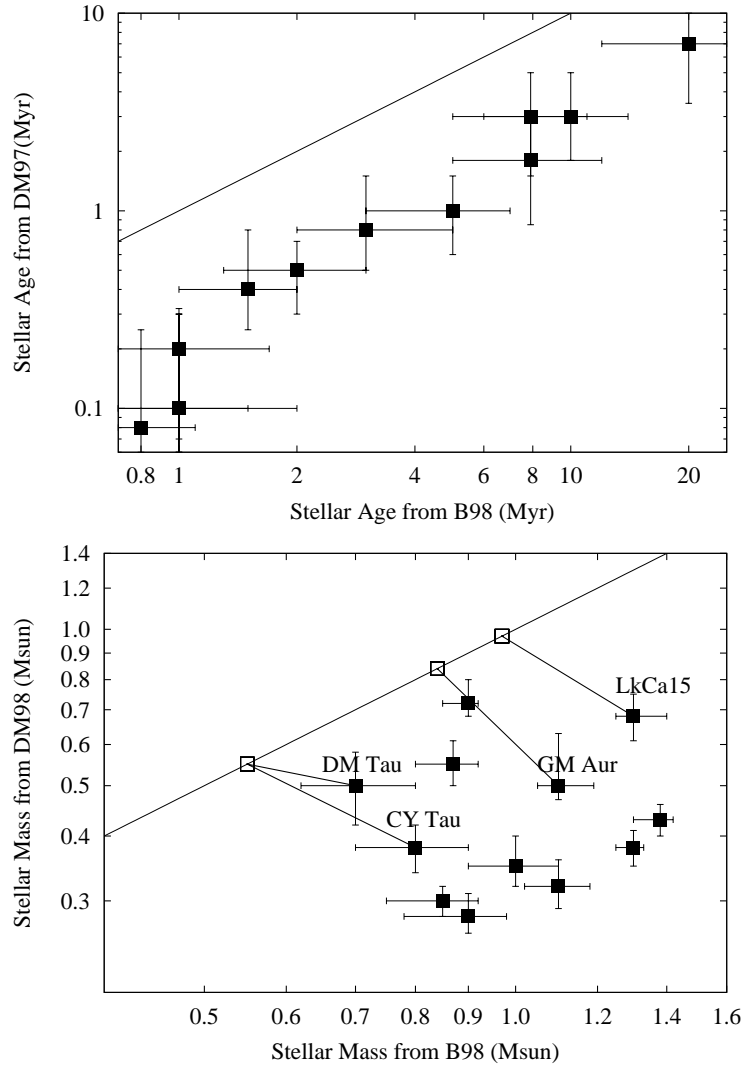 10
1
0.1
Stellar Age from DM97(Myr)
0.8 1 2 4 6 8 10 20
Stellar Age from B98 (Myr)
1.4
1.2
1.0
0.9
0.8
0.7
0.6
0.5
0.4
0.3
Stellar Mass from DM98 (Msun)
LkCa15
DM Tau
GM Aur
CY Tau
0.5 0.6 0.7 0.8 0.9 1.0 1.2 1.4 1.6
Stellar Mass from B98 (Msun)